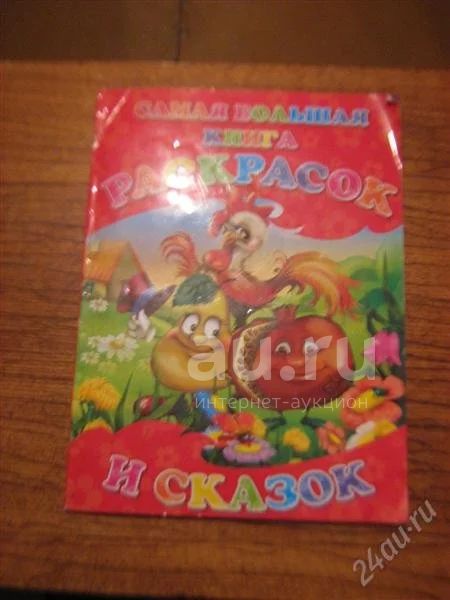 САМАЯ БОЛЬШАЯ
КНИГА
РАСКРАСОК
au.ru
интернет-аукцион
И СКАЗОК
24au.ru